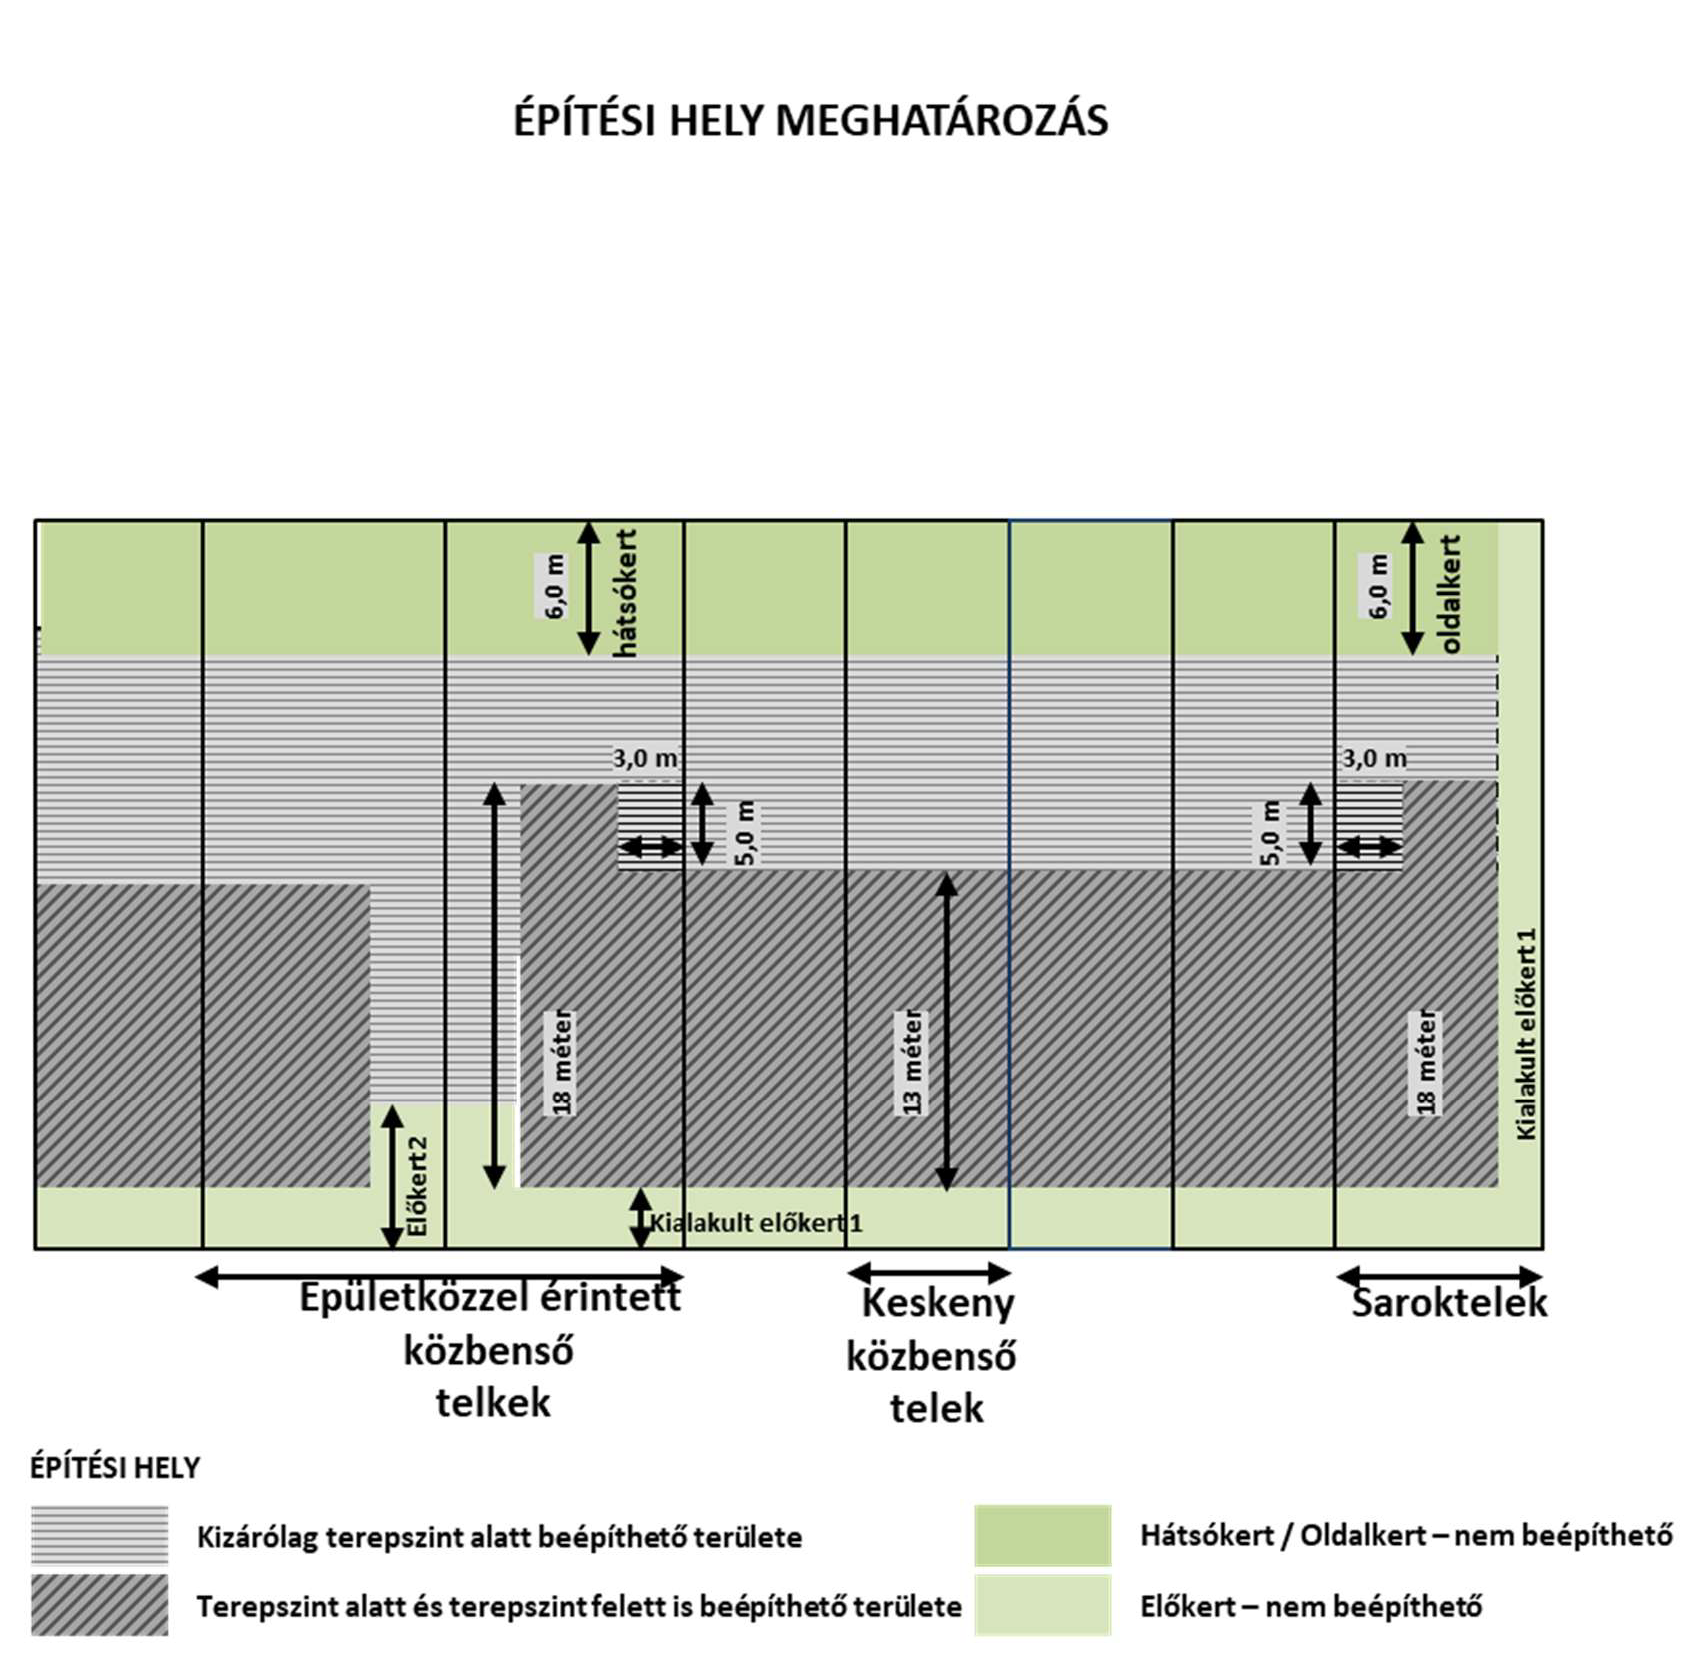 ÉPÍTÉSI HELY MEGHATÁROZÁS
6,0 m
hátsókert
6,0 m
oldalkert
3,0 m
3,0 m
5,0 m
5,0 m
18 méter
13 méter
18 méter
Kialakult előkert 1
Előkert 2
Kialakult előkert 1
Epületközzel érintett
közbenső
telkek
Keskeny
közbenső
telek
Saroktelek
ÉPÍTÉSI HELY
Kizárólag terepszint alatt beépíthető területe
Hátsókert / Oldalkert – nem beépíthető
Terepszint alatt és terepszint felett is beépíthető területe
Előkert – nem beépíthető